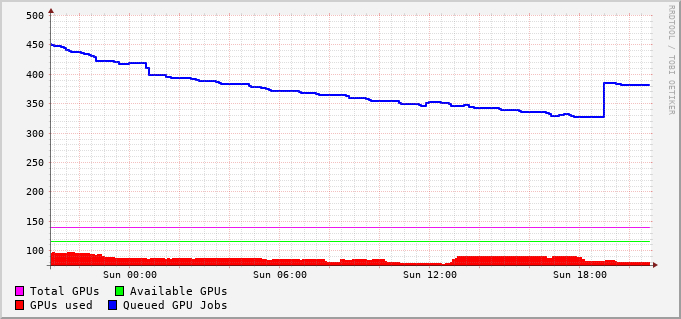 500
450
400
350
300
250
200
150
100
Sun 00:00 Sun 06:00 Sun 12:00 Sun 18:00
Total GPUs Available GPUs
GPUs used Queued GPU Jobs
RRDTOOL / TOBI OETIKER